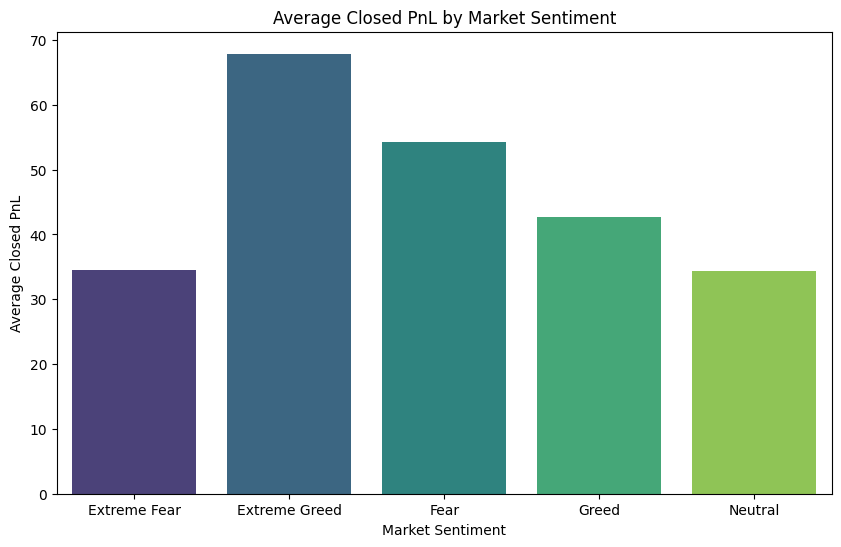 Average Closed PnL by Market Sentiment
Average Closed PnL
70
60
50
40
30
20
10
0
Extreme Fear
Extreme Greed
Fear
Greed
Neutral
Market Sentiment